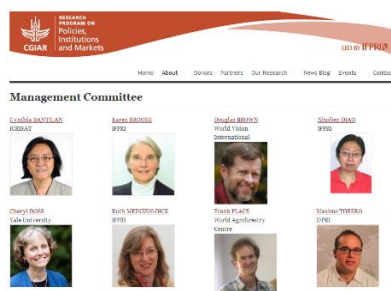 RESEARCH
PROGRAM ON
Policies,
Institutions
and Markets
CGIAR
LED BY IFPRI
Home About Donors Partners Our Research News Blog Events Contac
Management Committee
Cynthia BANTILAN Karen BROOKS Douglas BROWN Xinshen DIAO
ICRISAT IFPRI World Vision IFPRI
International
Cheryl DOSS Ruth MEINZEN-DICK Frank PLACE Maximo TORERO
Yale University IFPRI World Agroforestry IFPRI
Centre